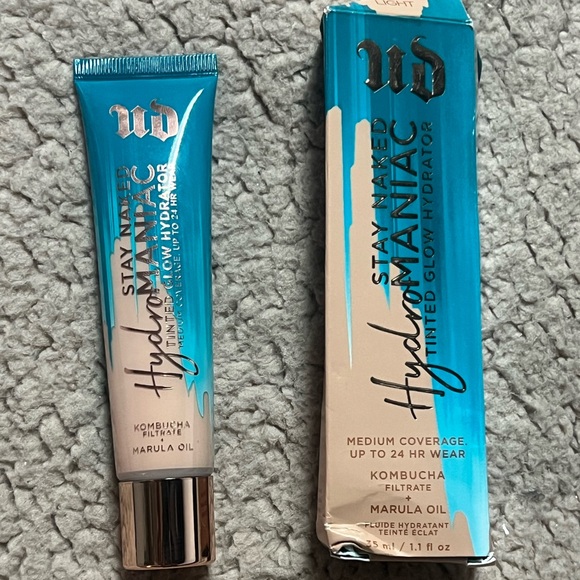 UD
STAY NAKED
HydroMANIAC
TINTED GLOW HYDRATOR
MEDIUM COVERAGE. UP TO 24 HR WEAR
KOMBUCHA
FILTRATE
+
MARULA OIL
LIGHT
UD
STAY NAKED
HydroMANIAC
TINTED GLOW HYDRATOR
MEDIUM COVERAGE.
UP TO 24 HR WEAR
KOMBUCHA
FILTRATE
+
MARULA OIL
FLUIDE HYDRATANT
TEINTÉ ÉCLAT
35 ml / 1.1 fl oz